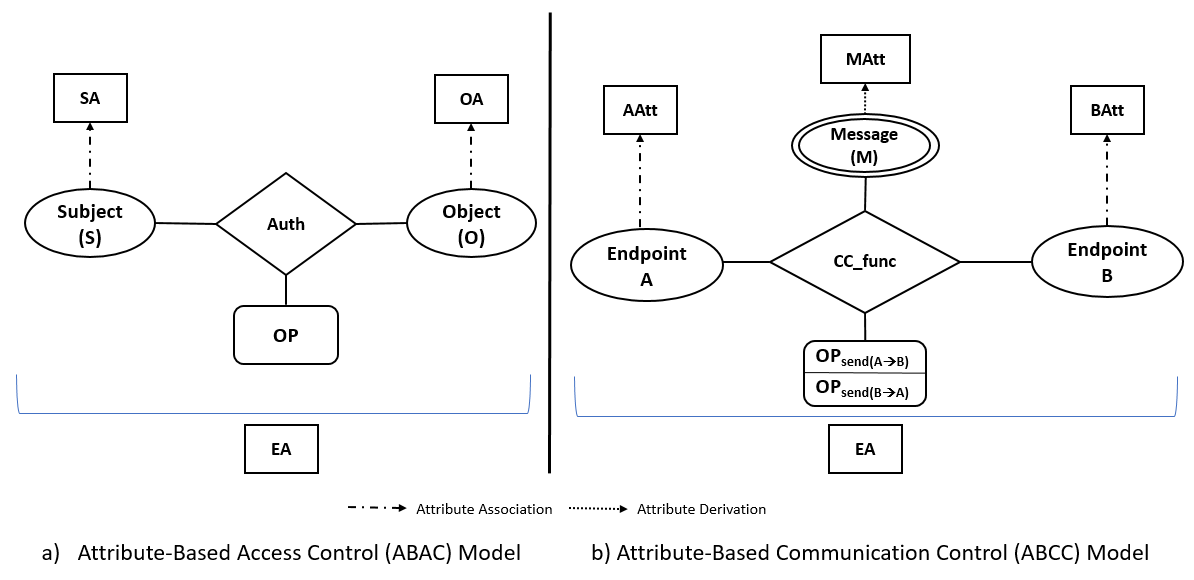 SA
OA
Subject
(S)
Auth
Object
(O)
OP
EA
MAtt
AAtt
BAtt
Message
(M)
Endpoint
A
CC_func
Endpoint
B
OPsend(A→B)
OPsend(B→A)
EA
Attribute Association
Attribute Derivation
a) Attribute-Based Access Control (ABAC) Model
b) Attribute-Based Communication Control (ABCC) Model